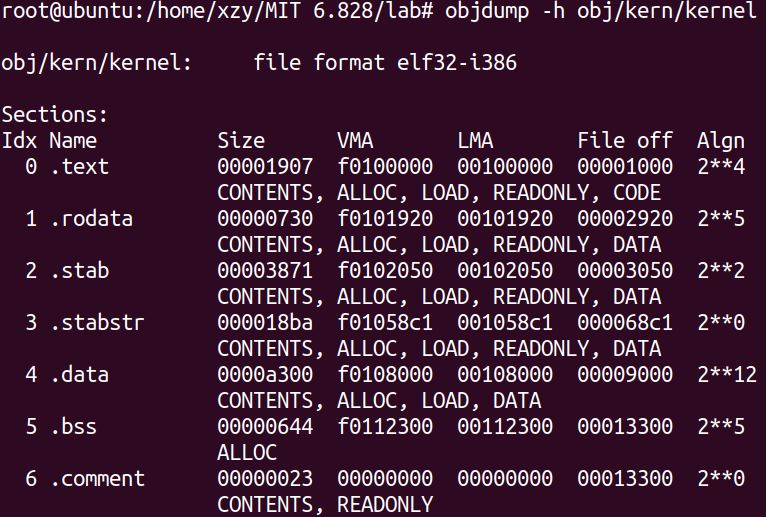 root@ubuntu:/home/xzy/MIT 6.828/lab# objdump -h obj/kern/kernel
obj/kern/kernel:     file format elf32-i386
Sections:
Idx Name          Size      VMA       LMA       File off  Algn
  0 .text         00001907  f0100000  00100000  00001000  2**4
                  CONTENTS, ALLOC, LOAD, READONLY, CODE
  1 .rodata       00000730  f0101920  00101920  00002920  2**5
                  CONTENTS, ALLOC, LOAD, READONLY, DATA
  2 .stab         00003871  f0102050  00102050  00003050  2**2
                  CONTENTS, ALLOC, LOAD, READONLY, DATA
  3 .stabstr      000018ba  f01058c1  001058c1  000068c1  2**0
                  CONTENTS, ALLOC, LOAD, READONLY, DATA
  4 .data         0000a300  f0108000  00108000  00009000  2**12
                  CONTENTS, ALLOC, LOAD, DATA
  5 .bss          00000644  f0112300  00112300  00013300  2**5
                  ALLOC
  6 .comment      00000023  00000000  00000000  00013300  2**0
                  CONTENTS, READONLY